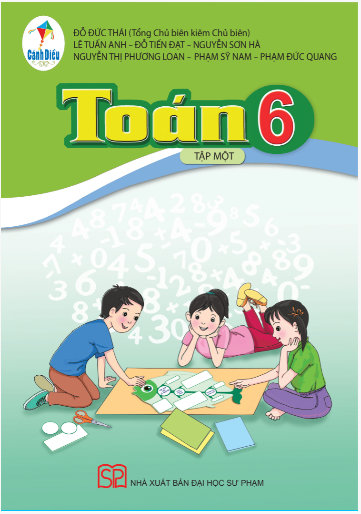 Cánh Diều
ĐỖ ĐỨC THÁI (Tổng Chủ biên kiêm Chủ biên)
LÊ TUẤN ANH – ĐỖ TIẾN ĐẠT – NGUYỄN SƠN HÀ
NGUYỄN THỊ PHƯƠNG LOAN – PHẠM SỸ NAM – PHẠM ĐỨC QUANG
Toán 6
TẬP MỘT
SP NHÀ XUẤT BẢN ĐẠI HỌC SƯ PHẠM